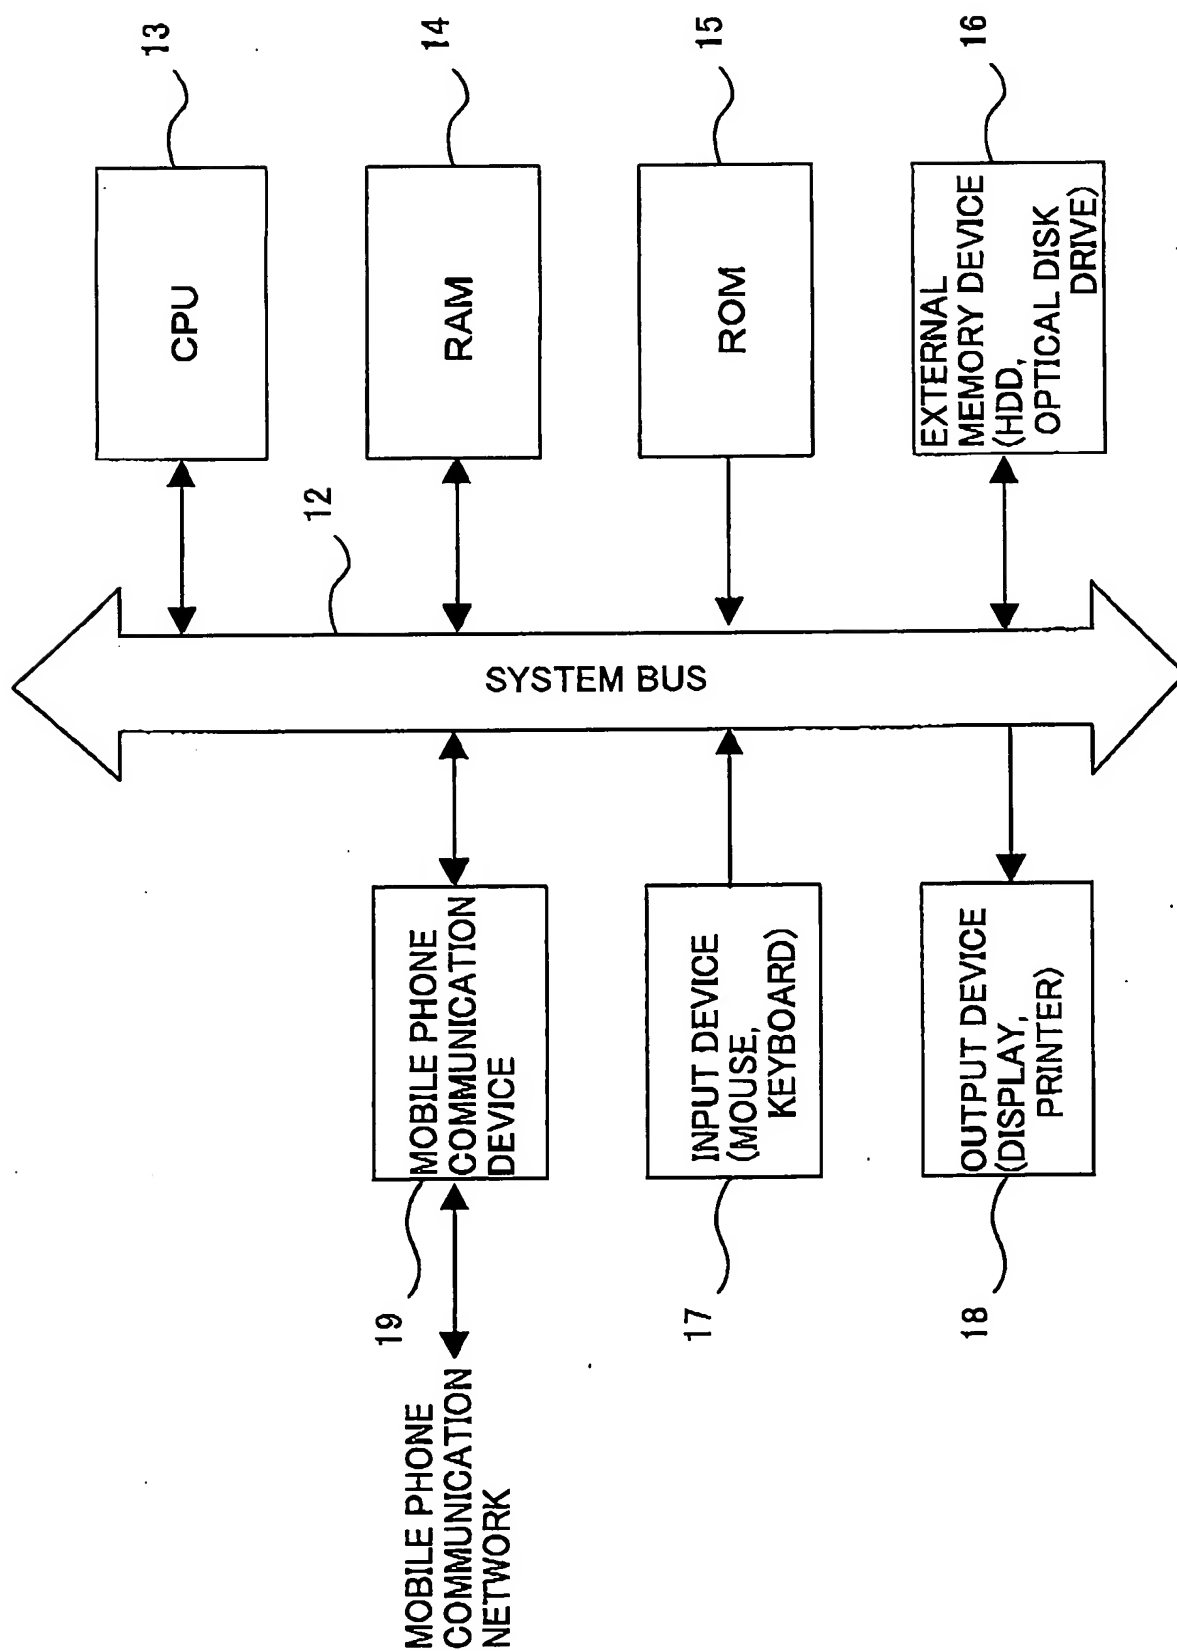 13
CPU
14
RAM
15
ROM
16
EXTERNAL
MEMORY DEVICE
(HDD,
OPTICAL DISK
DRIVE)
12
SYSTEM BUS
MOBILE PHONE
COMMUNICATION
DEVICE
19
INPUT DEVICE
(MOUSE,
KEYBOARD)
17
OUTPUT DEVICE
(DISPLAY,
PRINTER)
18
MOBILE PHONE
COMMUNICATION
NETWORK